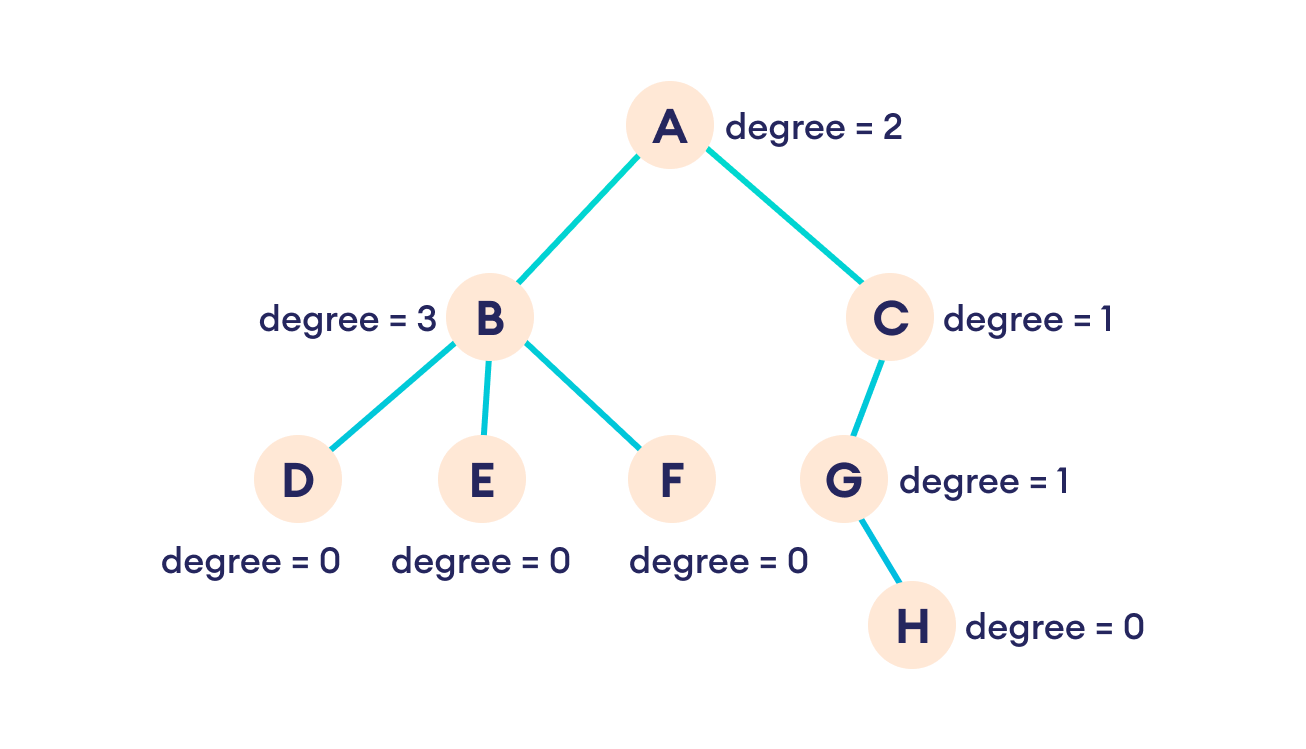 A degree = 2
degree = 3 B
C degree = 1
D
E
F
G degree = 1
degree = 0
degree = 0
degree = 0
H degree = 0